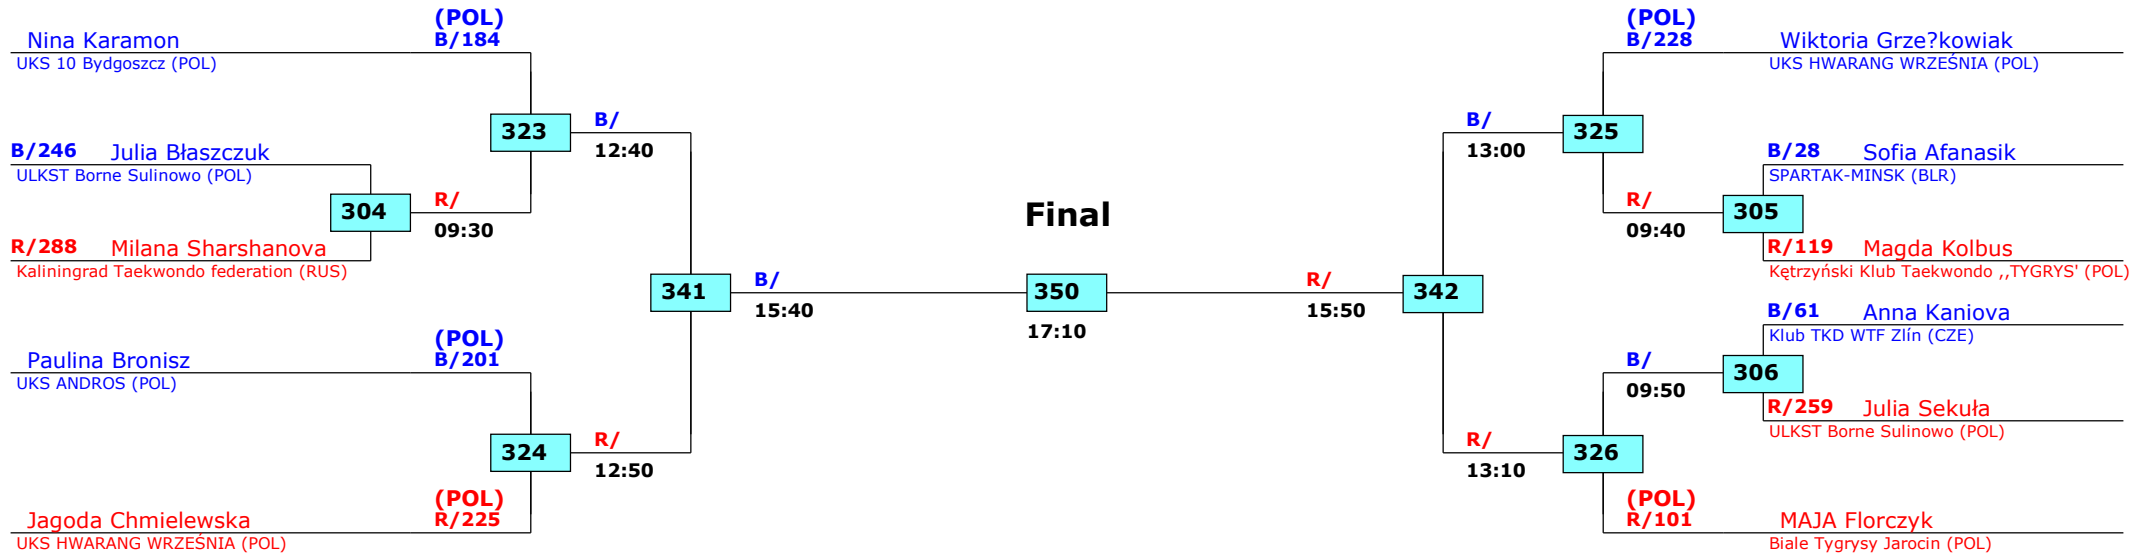 (POL)
Nina Karamon B/184
UKS 10 Bydgoszcz (POL)
323
B/
12:40
B/246 Julia Błaszczuk
ULKST Borne Sulinowo (POL)
304
R/
09:30
R/288 Milana Sharshanova
Kaliningrad Taekwondo federation (RUS)
341
B/
15:40
(POL)
Paulina Bronisz B/201
UKS ANDROS (POL)
324
R/
12:50
(POL)
Jagoda Chmielewska R/225
UKS HWARANG WRZEŚNIA (POL)
Final
350
17:10
(POL)
B/228 Wiktoria Grze?kowiak
UKS HWARANG WRZEŚNIA (POL)
B/
325
13:00
B/28 Sofia Afanasik
SPARTAK-MINSK (BLR)
R/
305
09:40
R/119 Magda Kolbus
Kętrzyński Klub Taekwondo ,,TYGRYS' (POL)
R/
342
15:50
B/61 Anna Kaniova
Klub TKD WTF Zlín (CZE)
B/
306
09:50
R/259 Julia Sekuła
ULKST Borne Sulinowo (POL)
R/
326
13:10
(POL)
R/101 MAJA Florczyk
Biale Tygrysy Jarocin (POL)